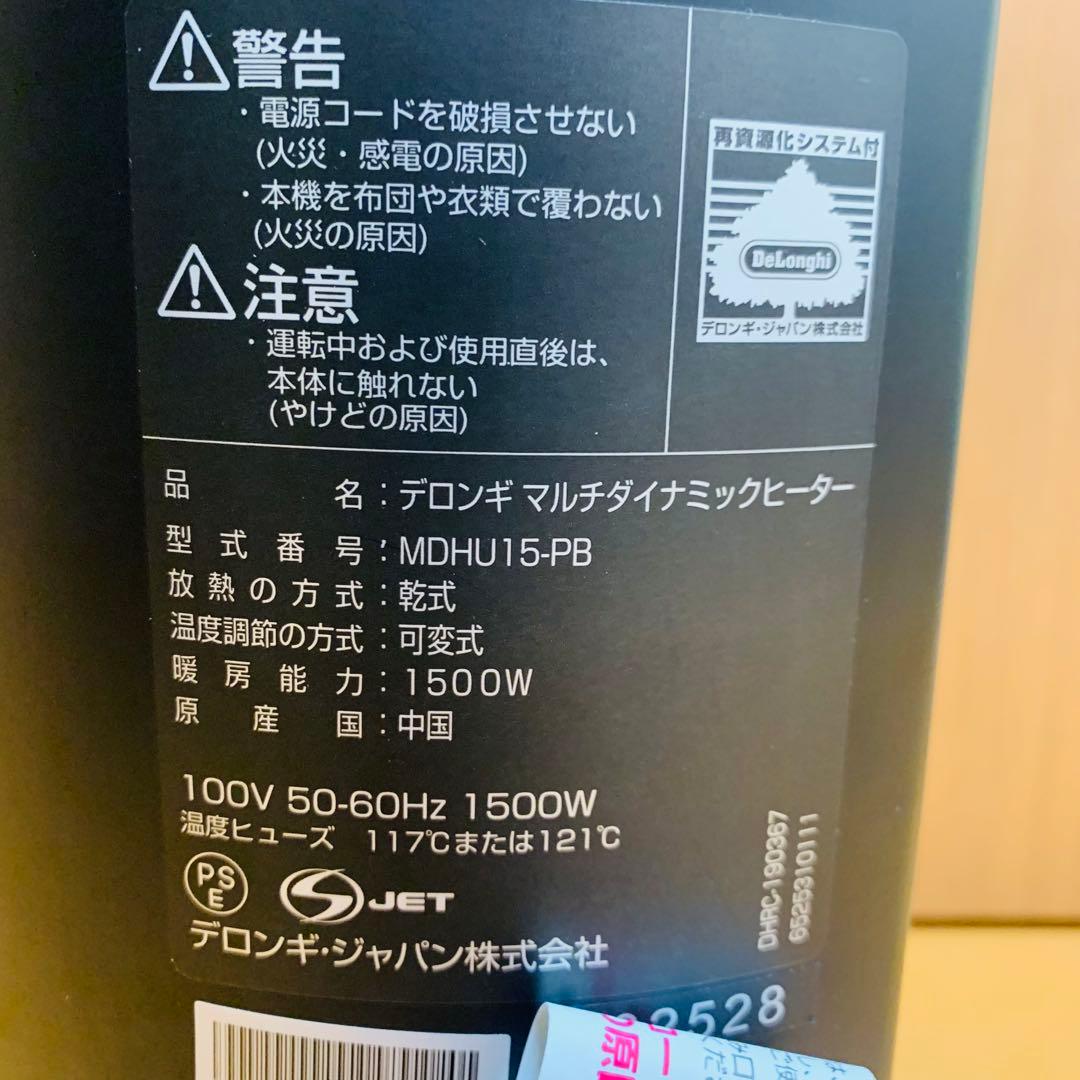 警告
・電源コードを破損させない
(火災・感電の原因)
・本機を布団や衣類で覆わない
(火災の原因)
注意
・運転中および使用直後は、
本体に触れない
(やけどの原因)
再資源化システム付
DeLonghi
デロンギ・ジャパン株式会社
品名：デロンギ マルチダイナミックヒーター
型式番号：MDHU15-PB
放熱の方式：乾式
温度調節の方式：可変式
暖房能力：1500W
原産国：中国
100V 50-60Hz 1500W
温度ヒューズ 117℃または121℃
PSE
S JET
デロンギ・ジャパン株式会社
DHRC-190367
6525310111
2528